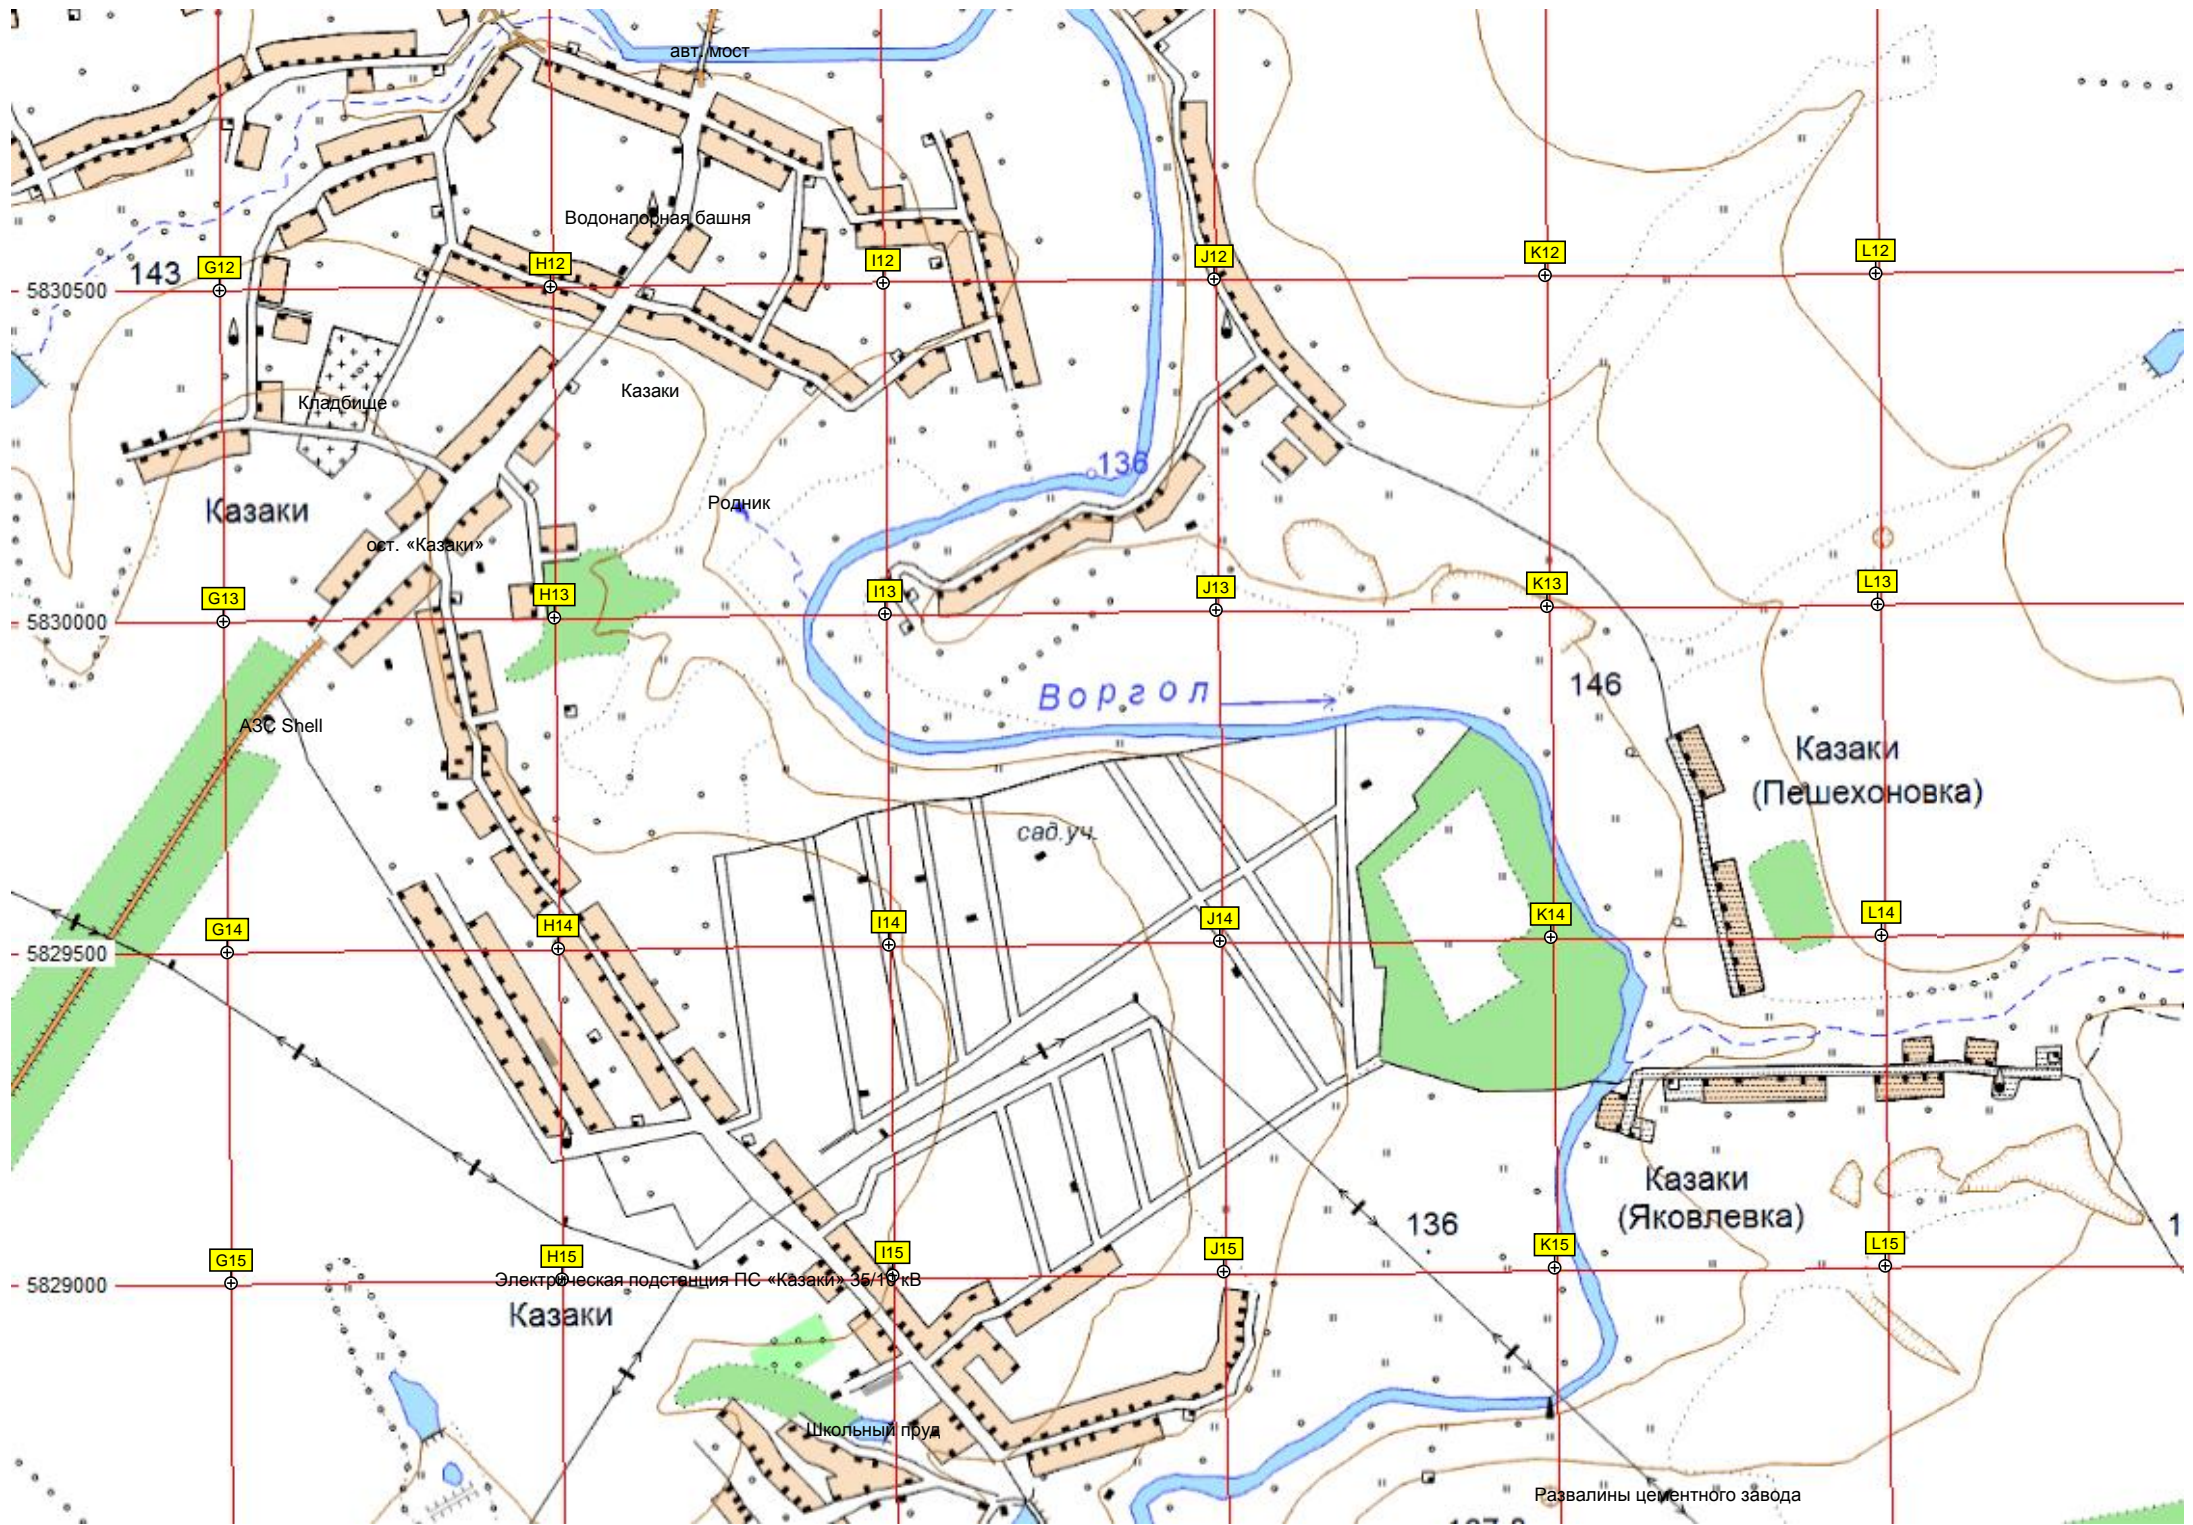 авт. мост
Водонапорная башня
143
G12
H12
I12
J12
K12
L12
5830500
Казаки
Кладбище
136
Родник
Казаки
ост. «Казаки»
G13
H13
I13
J13
K13
L13
5830000
146
Воргол
АЗС Shell
Казаки
(Пешехоновка)
сад.уч.
G14
H14
I14
J14
K14
L14
5829500
Казаки
(Яковлевка)
136
1
G15
H15
I15
J15
K15
L15
5829000
Электрическая подстенция ПС «Казаки» 35/10 кВ
Казаки
Школьный пруд
Развалины цементного завода